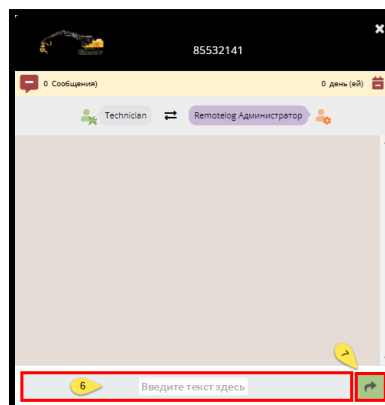 85532141
0 Сообщения) 0 день (ей)
Technician Remotelog Администратор
7
6 Введите текст здесь